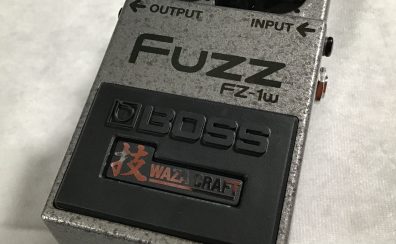 OUTPUT INPUT
FUZZ
FZ-1w
BOSS
技 WAZA CRAFT